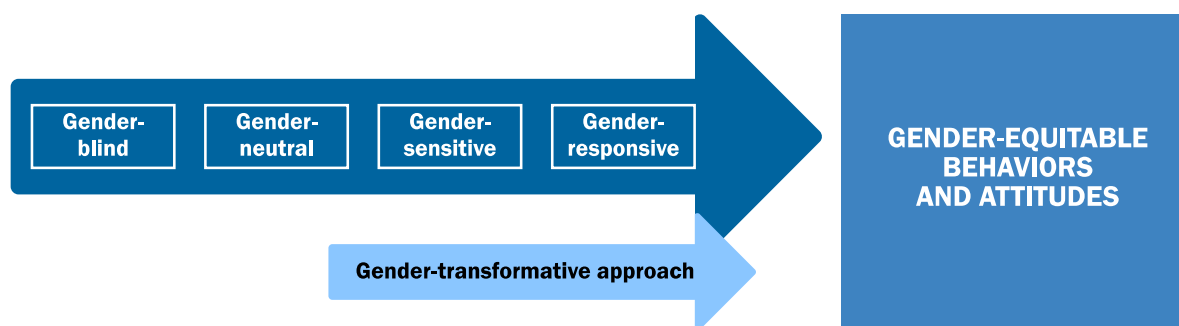 Gender-
blind
Gender-
neutral
Gender-
sensitive
Gender-
responsive
GENDER-EQUITABLE
BEHAVIORS
AND ATTITUDES
Gender-transformative approach